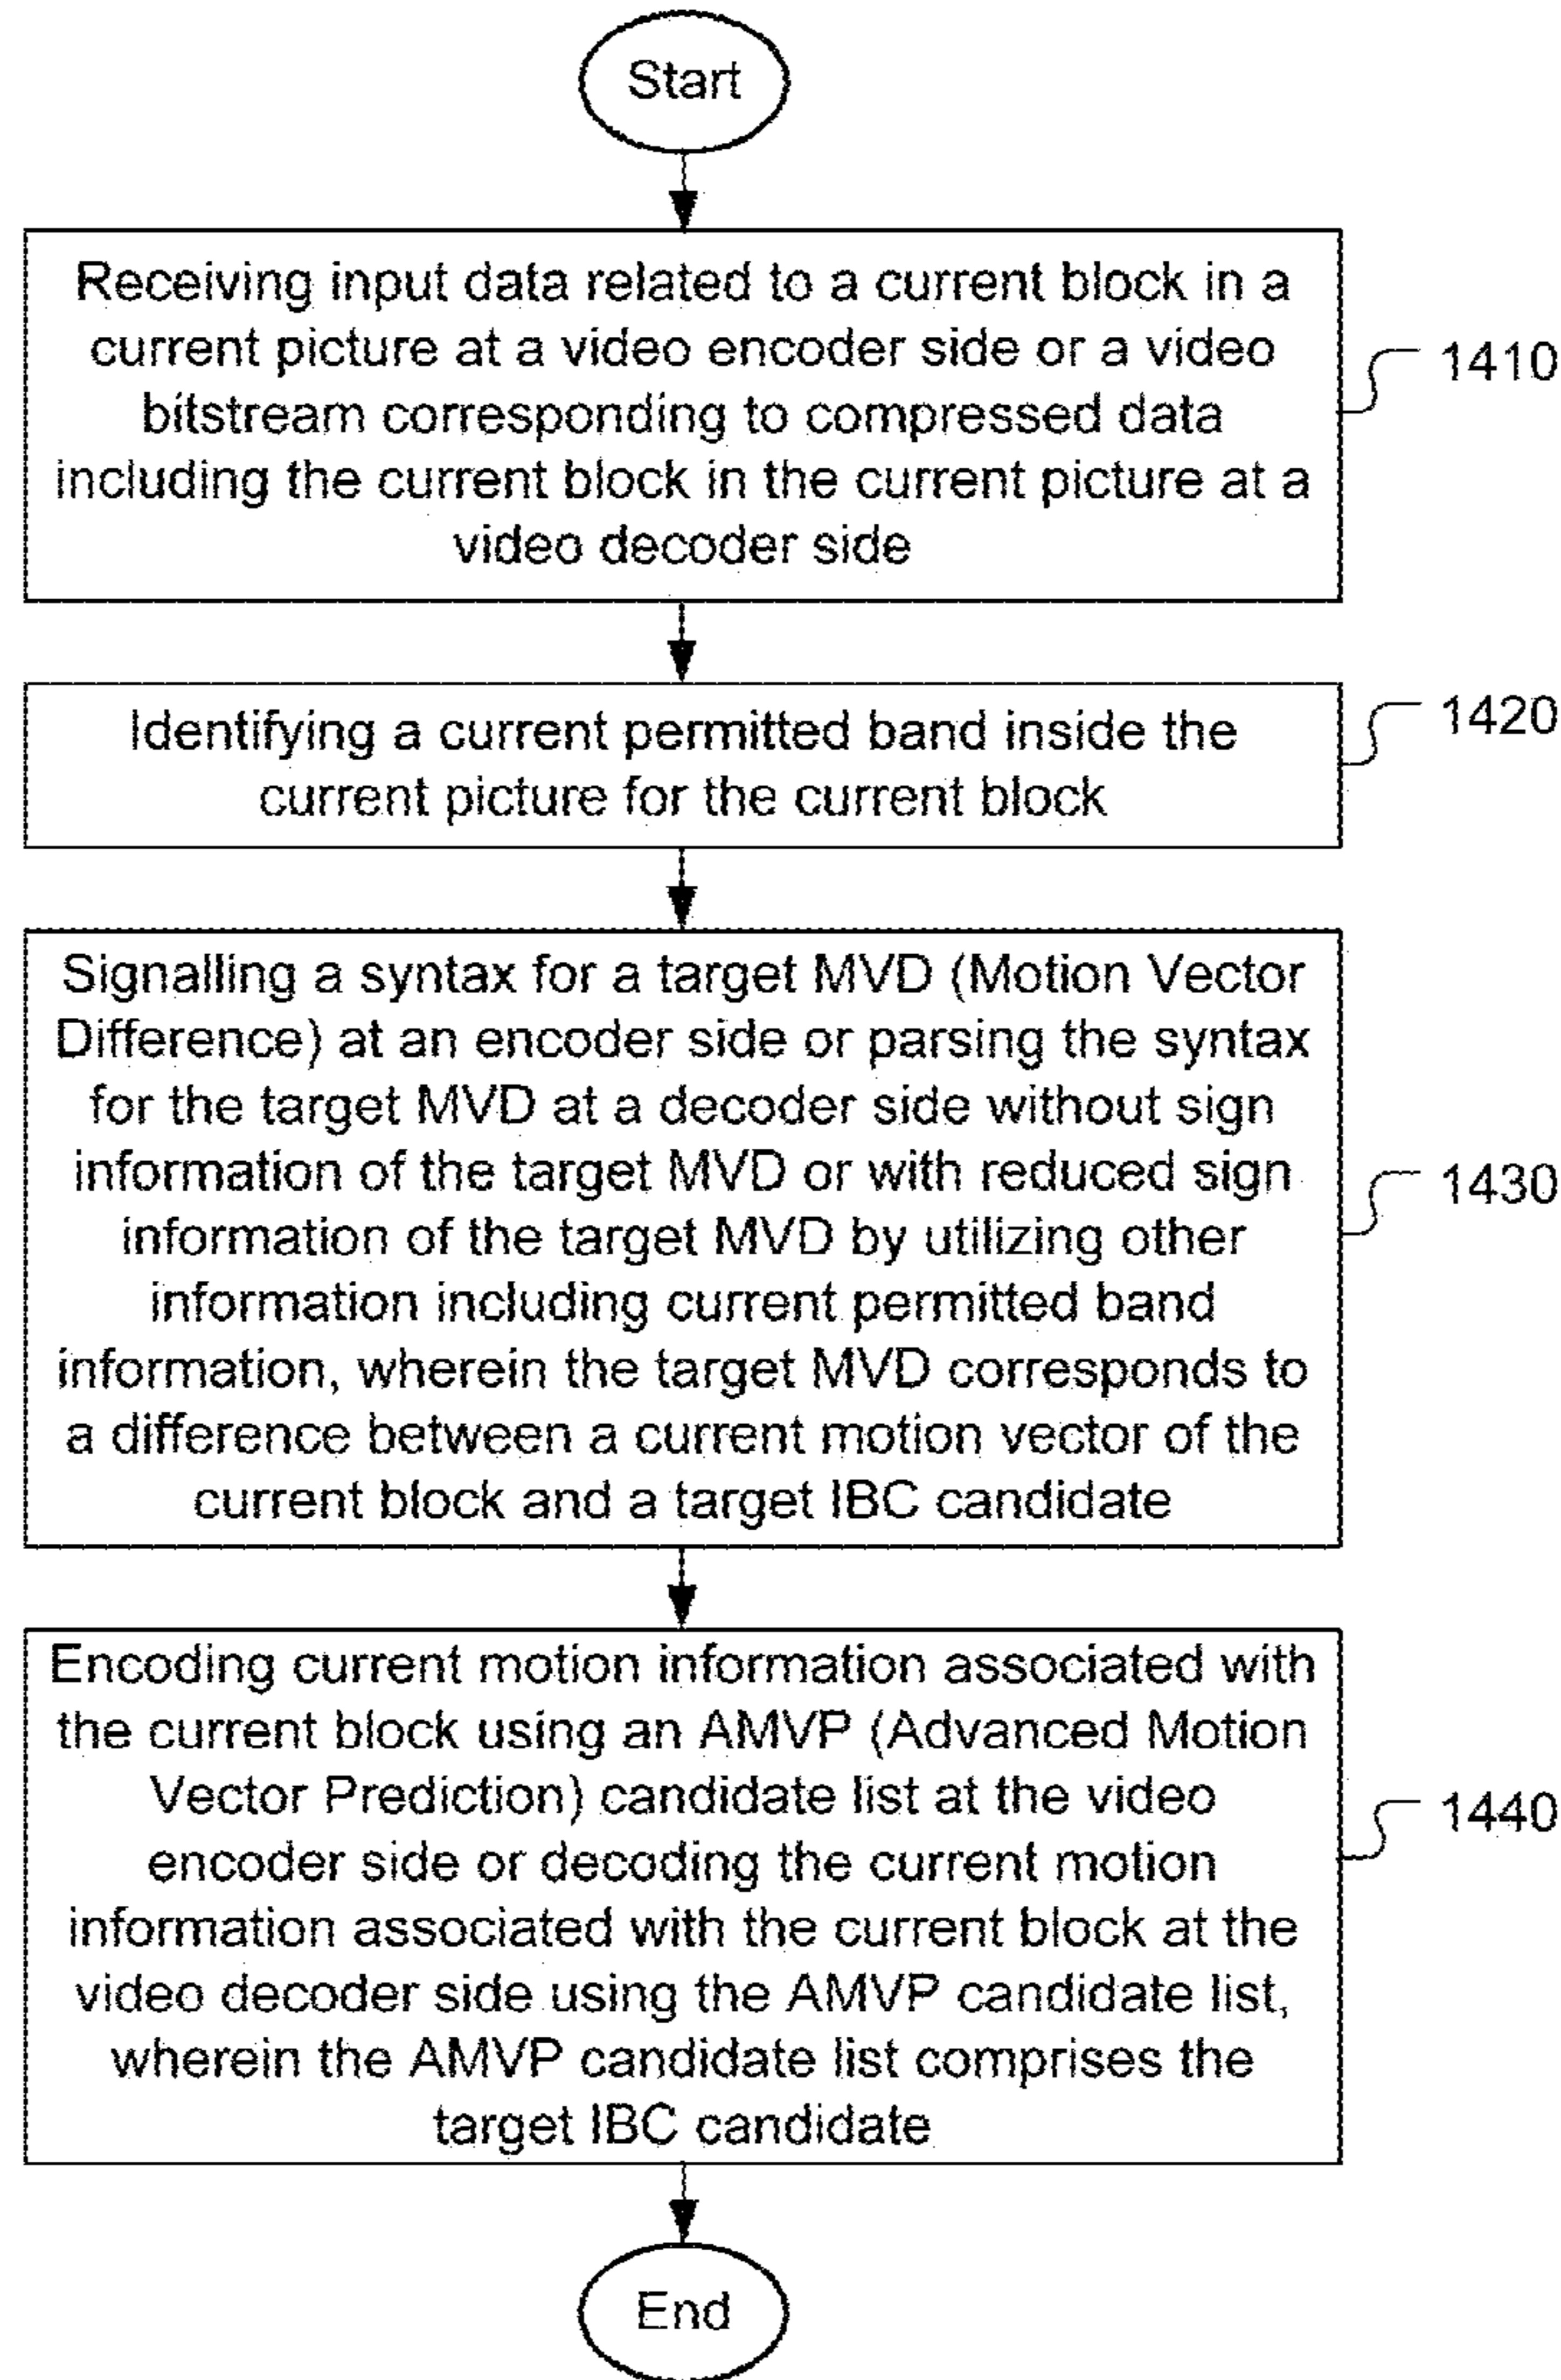 Start
Receiving input data related to a current block in a
current picture at a video encoder side or a video
bitstream corresponding to compressed data
including the current block in the current picture at a
video decoder side
1410
Identifying a current permitted band inside the
current picture for the current block
1420
Signalling a syntax for a target MVD (Motion Vector
Difference) at an encoder side or parsing the syntax
for the target MVD at a decoder side without sign
information of the target MVD or with reduced sign
information of the target MVD by utilizing other
information including current permitted band
information, wherein the target MVD corresponds to
a difference between a current motion vector of the
current block and a target IBC candidate
1430
Encoding current motion information associated with
the current block using an AMVP (Advanced Motion
Vector Prediction) candidate list at the video
encoder side or decoding the current motion
information associated with the current block at the
video decoder side using the AMVP candidate list,
wherein the AMVP candidate list comprises the
target IBC candidate
1440
End